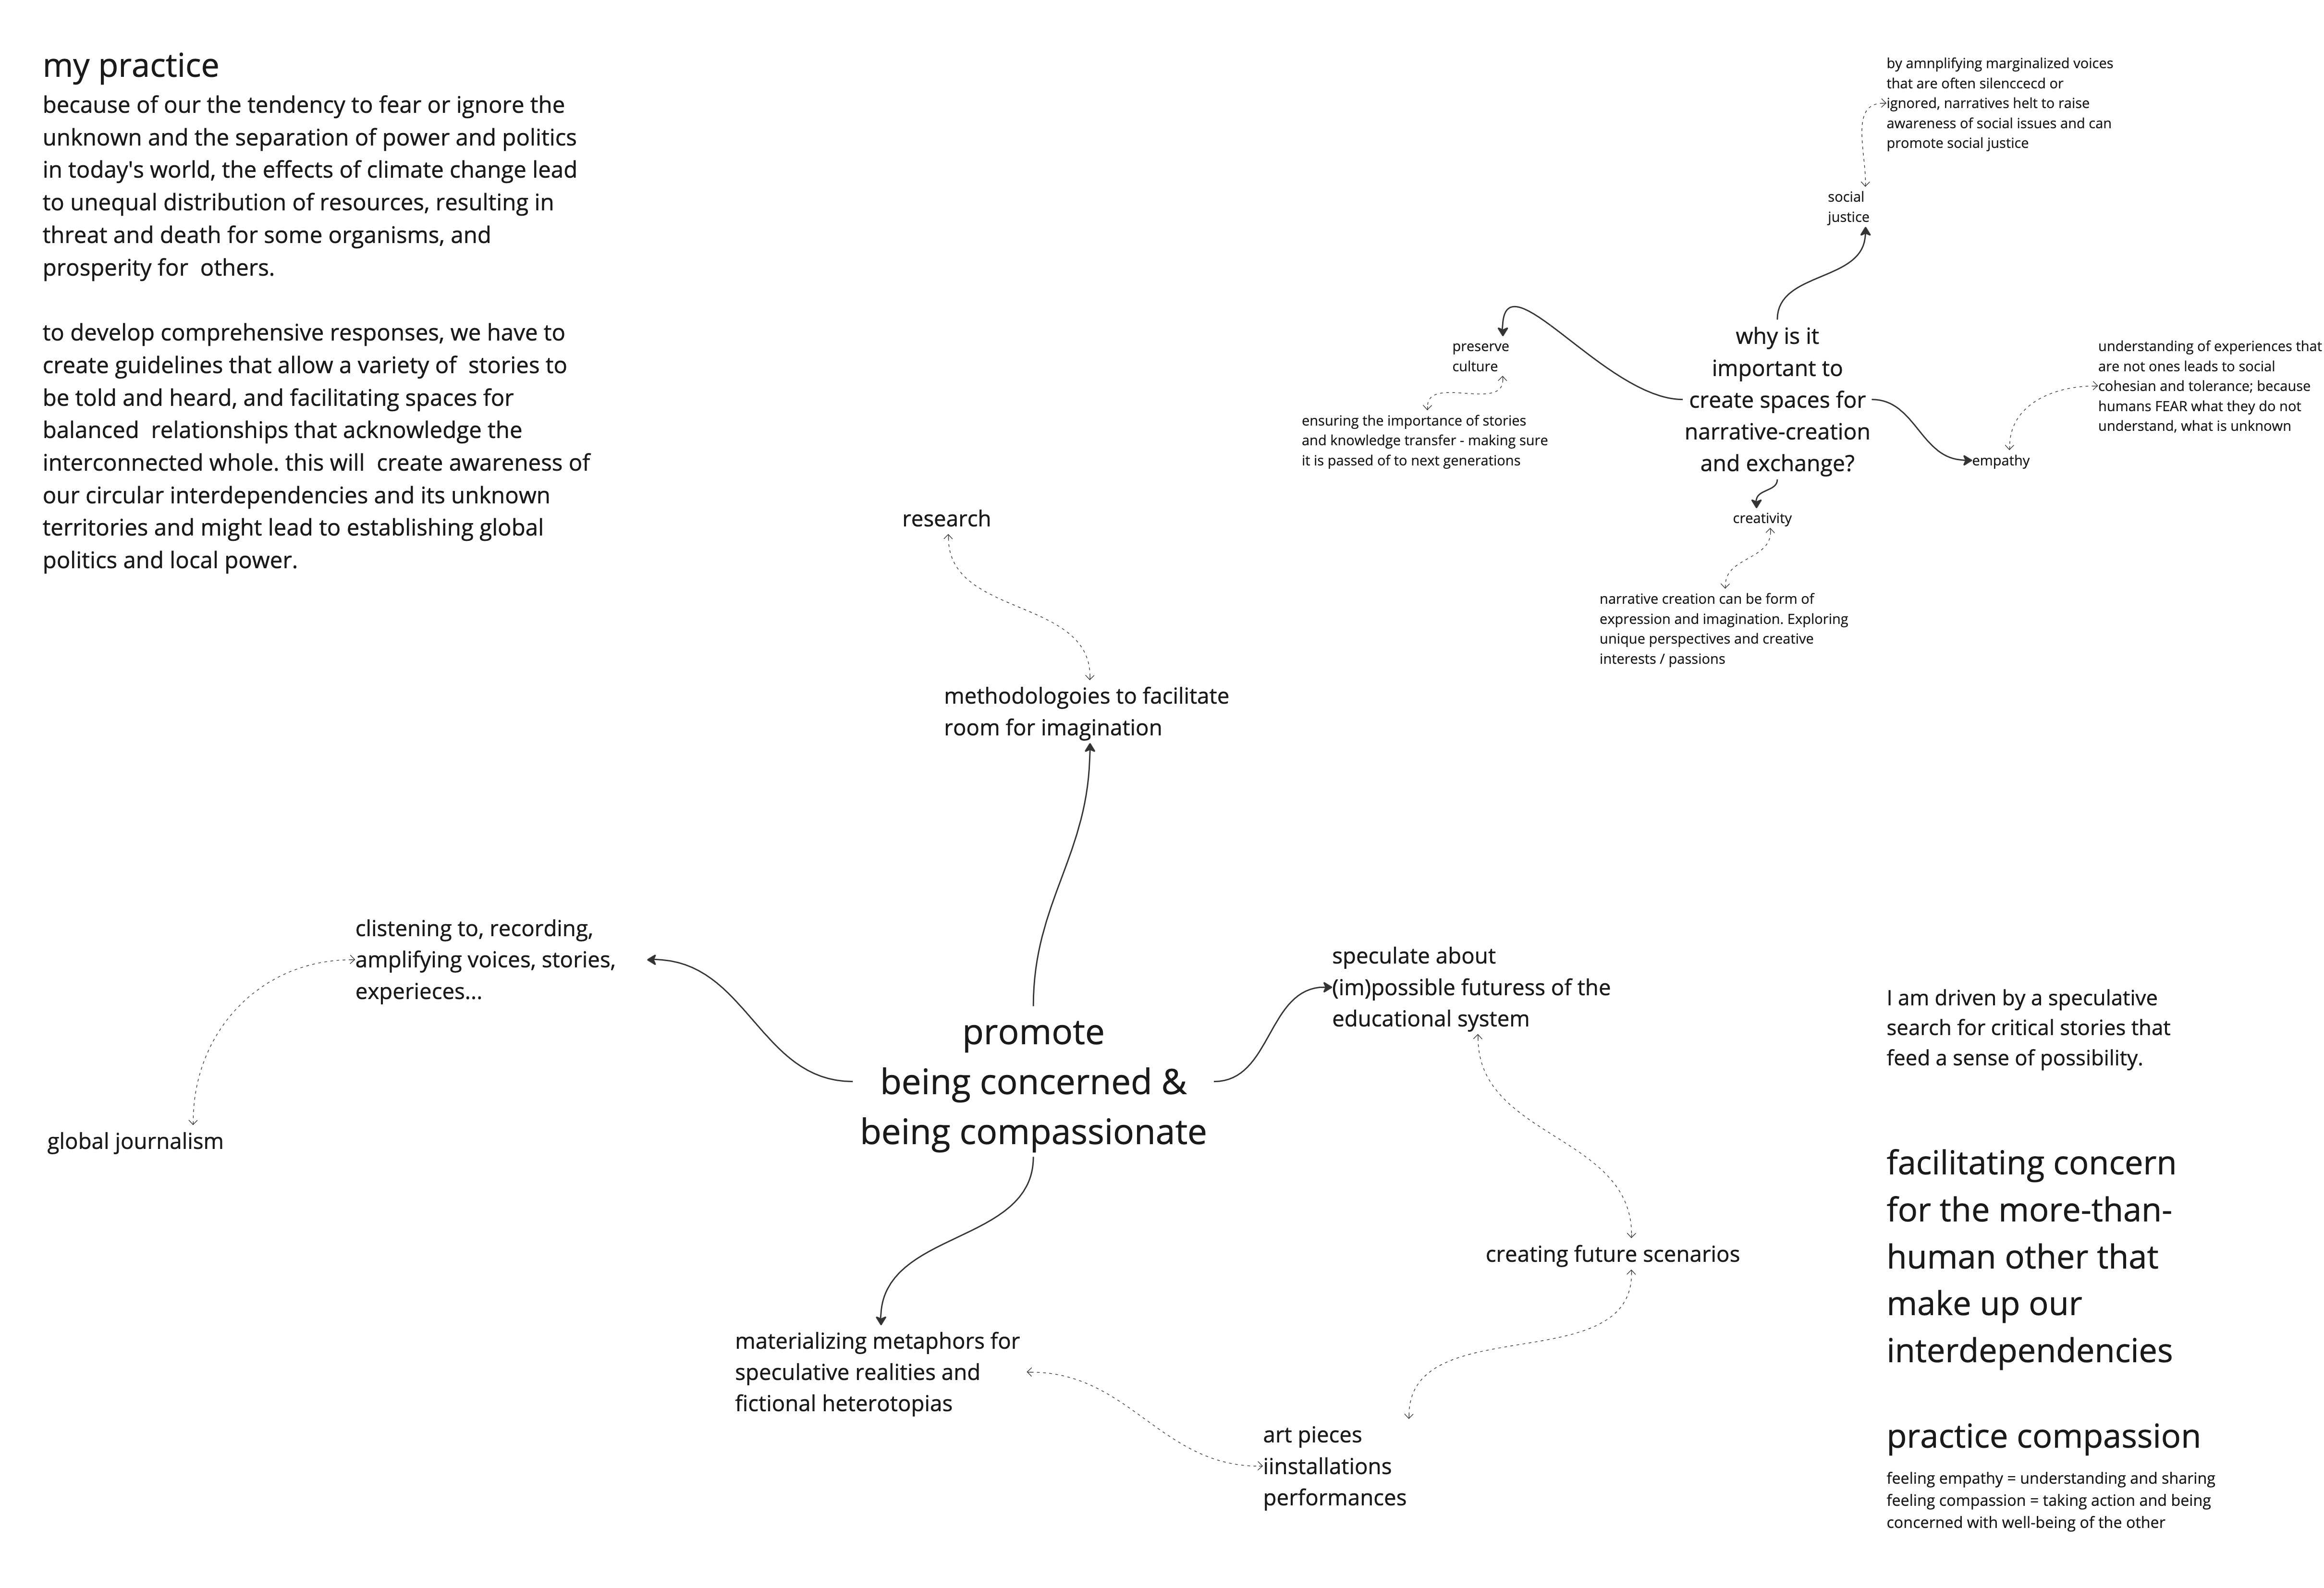 my practice
because of our the tendency to fear or ignore the
unknown and the separation of power and politics
in today's world, the effects of climate change lead
to unequal distribution of resources, resulting in
threat and death for some organisms, and
prosperity for  others.
to develop comprehensive responses, we have to
create guidelines that allow a variety of  stories to
be told and heard, and facilitating spaces for
balanced  relationships that acknowledge the
interconnected whole. this will  create awareness of
our circular interdependencies and its unknown
territories and might lead to establishing global
politics and local power.
by amnplifying marginalized voices
that are often silenccecd or
ignored, narratives helt to raise
awareness of social issues and can
promote social justice
social
justice
why is it
important to
create spaces for
narrative-creation
and exchange?
preserve
culture
ensuring the importance of stories
and knowledge transfer - making sure
it is passed of to next generations
understanding of experiences that
are not ones leads to social
cohesian and tolerance; because
humans FEAR what they do not
understand, what is unknown
empathy
creativity
narrative creation can be form of
expression and imagination. Exploring
unique perspectives and creative
interests / passions
research
methodologoies to facilitate
room for imagination
clistening to, recording,
amplifying voices, stories,
experieces...
global journalism
promote
being concerned &
being compassionate
speculate about
(im)possible futuress of the
educational system
creating future scenarios
materializing metaphors for
speculative realities and
fictional heterotopias
art pieces
iinstallations
performances
I am driven by a speculative
search for critical stories that
feed a sense of possibility.
facilitating concern
for the more-than-
human other that
make up our
interdependencies
practice compassion
feeling empathy = understanding and sharing
feeling compassion = taking action and being
concerned with well-being of the other